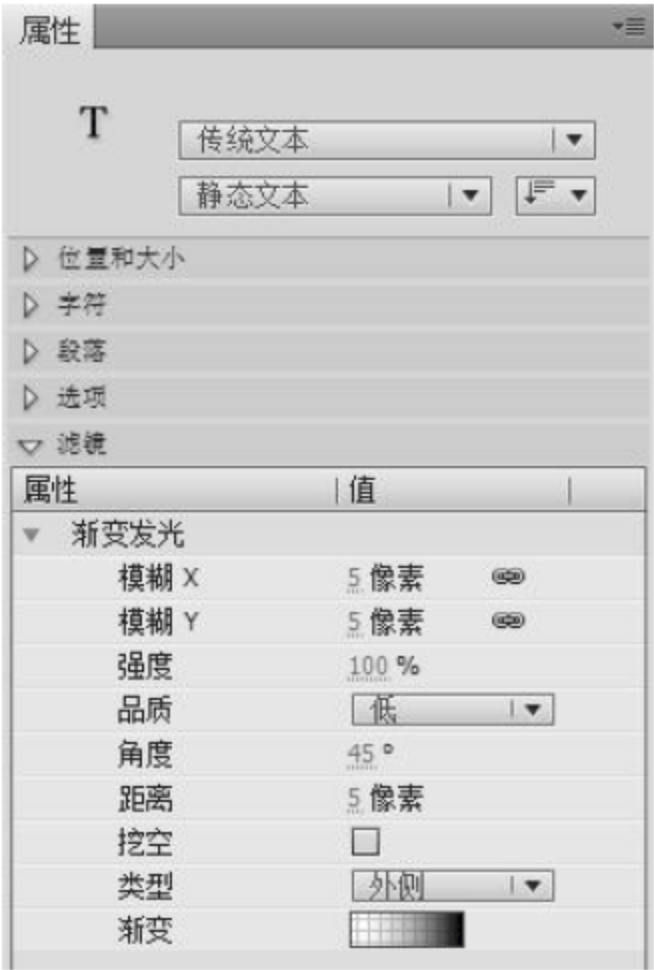 属性
T
传统文本
静态文本
位置和大小
字符
段落
选项
滤镜
属性 值
渐变发光
模糊 X 5 像素
模糊 Y 5 像素
强度 100 %
品质 低
角度 45 °
距离 5 像素
挖空
类型 外侧
渐变